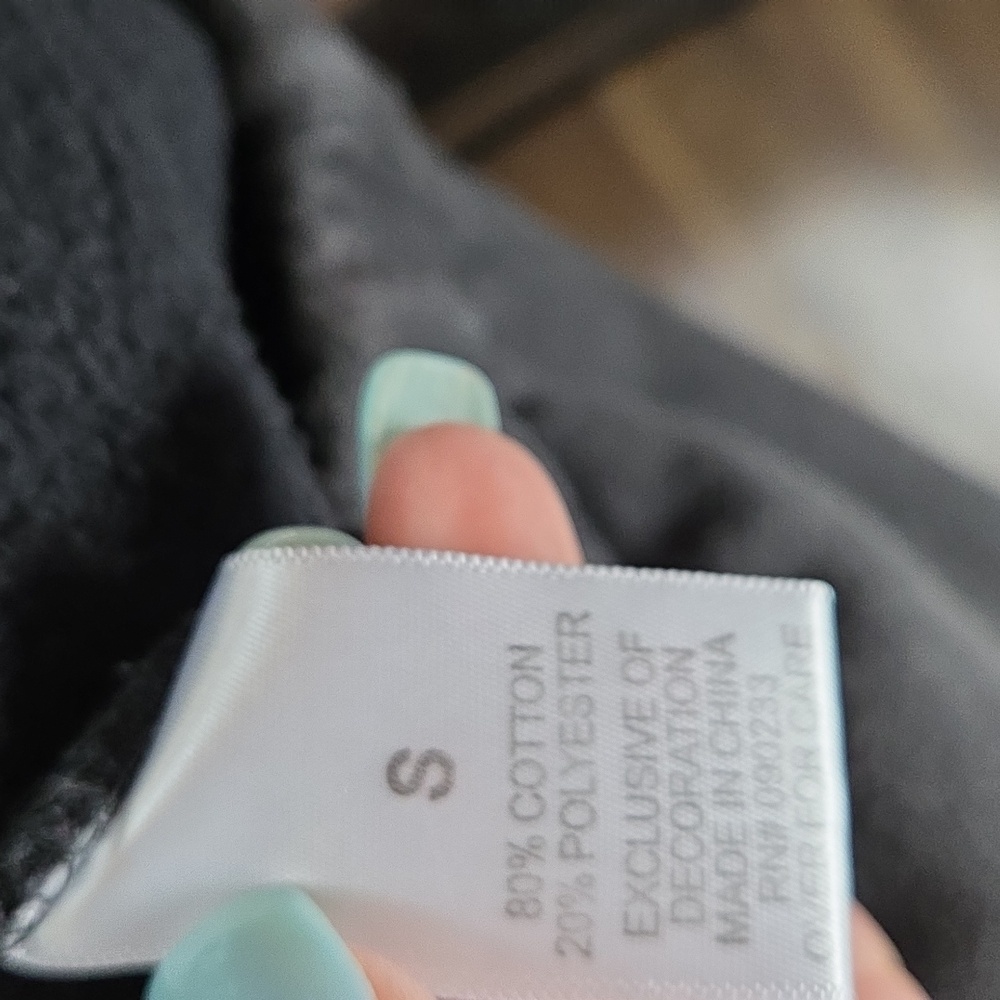 S
80% COTTON
20% POLYESTER
EXCLUSIVE OF
DECORATION
MADE IN CHINA
RN# 090233
OVER FOR CARE